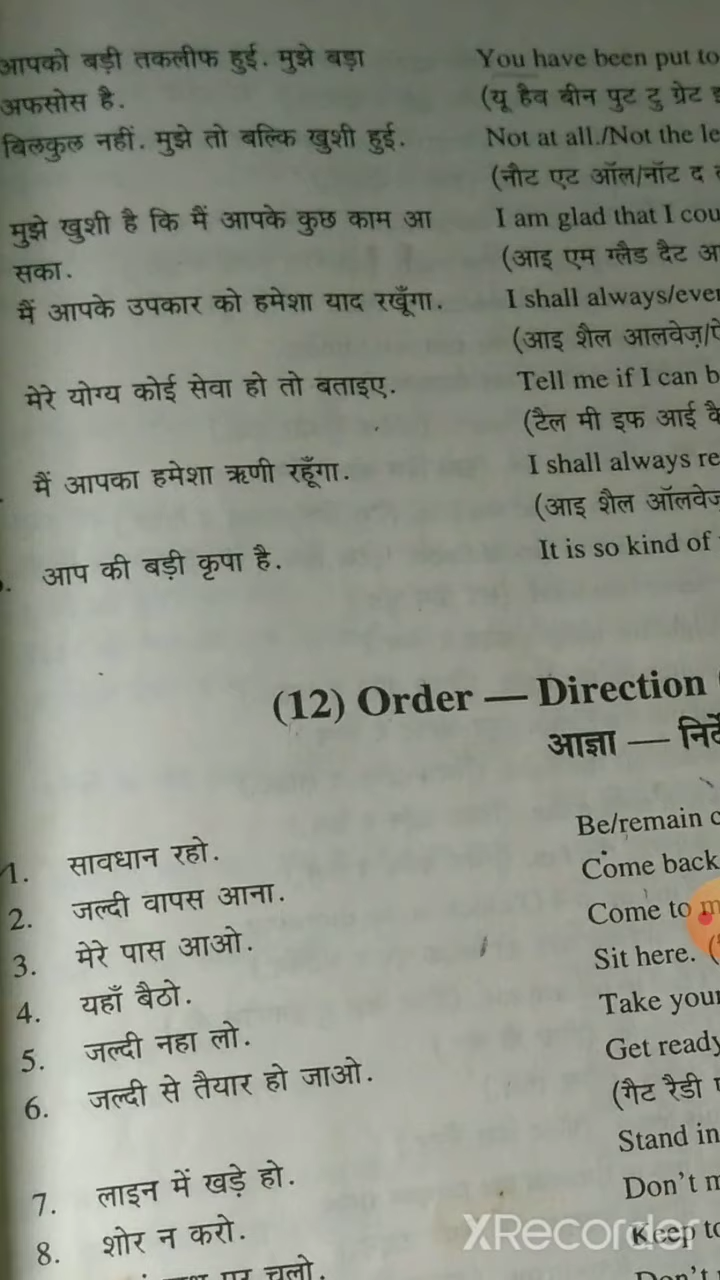 आपको बड़ी तकलीफ हुई. मुझे बड़ा You have been put to
अफसोस है. (यू हैव बीन पुट टु ग्रेट
बिलकुल नहीं. मुझे तो बल्कि खुशी हुई. Not at all./Not the
(नौट एट ऑल/नॉट द
मुझे खुशी है कि मैं आपके कुछ काम आ I am glad that I
सका. (आइ एम ग्लैड दैट
मैं आपके उपकार को हमेशा याद रखूँगा. I shall always/ever
(आइ शैल आलवेज़/
मेरे योग्य कोई सेवा हो तो बताइए. Tell me if I can b
(टैल मी इफ आई कै
मैं आपका हमेशा ऋणी रहूँगा. I shall always re
(आइ शैल ऑलवेज
आप की बड़ी कृपा है. It is so kind of
(12) Order — Direction
आज्ञा — निर्दे
1. सावधान रहो. Be/remain c
2. जल्दी वापस आना. Come back
3. मेरे पास आओ. Come to m
4. यहाँ बैठो. Sit here. (
5. जल्दी नहा लो. Take your
6. जल्दी से तैयार हो जाओ. Get ready
(गैट रैडी
7. लाइन में खड़े हो. Stand in
8. शोर न करो. Don't m
पर चलो. Keep to
Don't
XRecorder